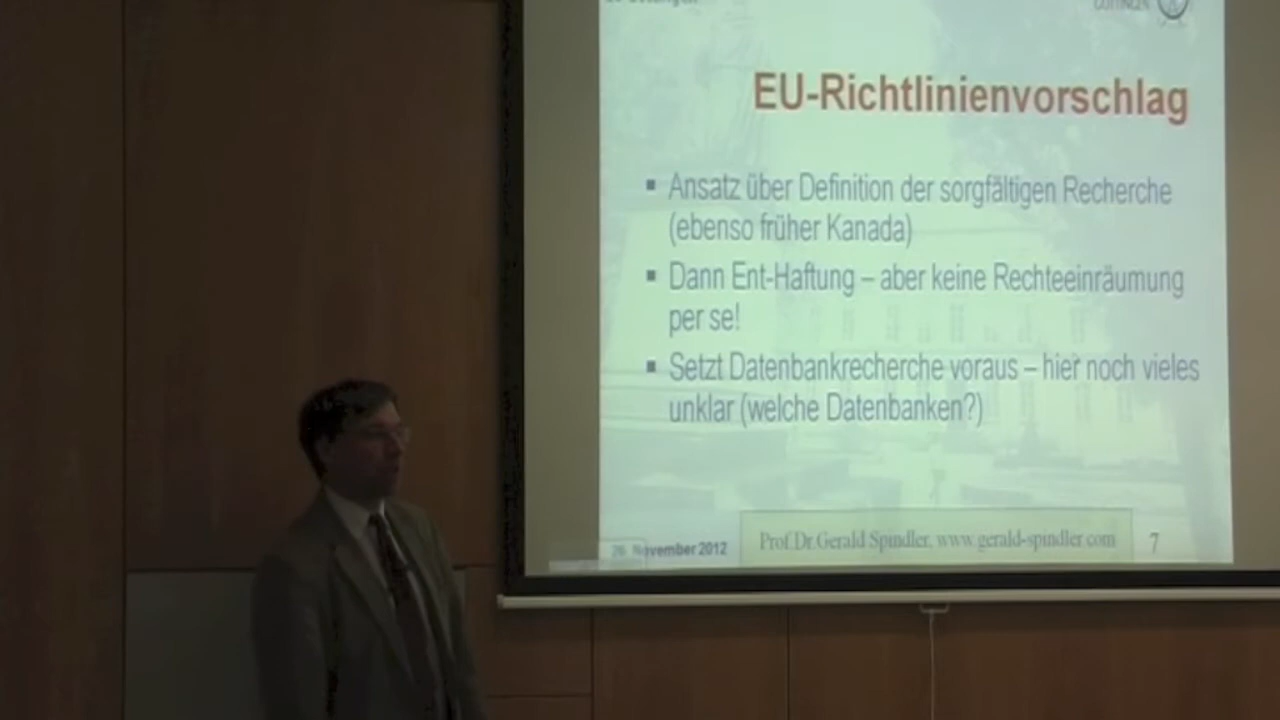 GÖTTINGEN
EU-Richtlinienvorschlag
▪ Ansatz über Definition der sorgfältigen Recherche
(ebenso früher Kanada)
▪ Dann Ent-Haftung – aber keine Rechteeinräumung
per se!
▪ Setzt Datenbankrecherche voraus – hier noch vieles
unklar (welche Datenbanken?)
26. November 2012
Prof.Dr.Gerald Spindler, www.gerald-spindler.com
7